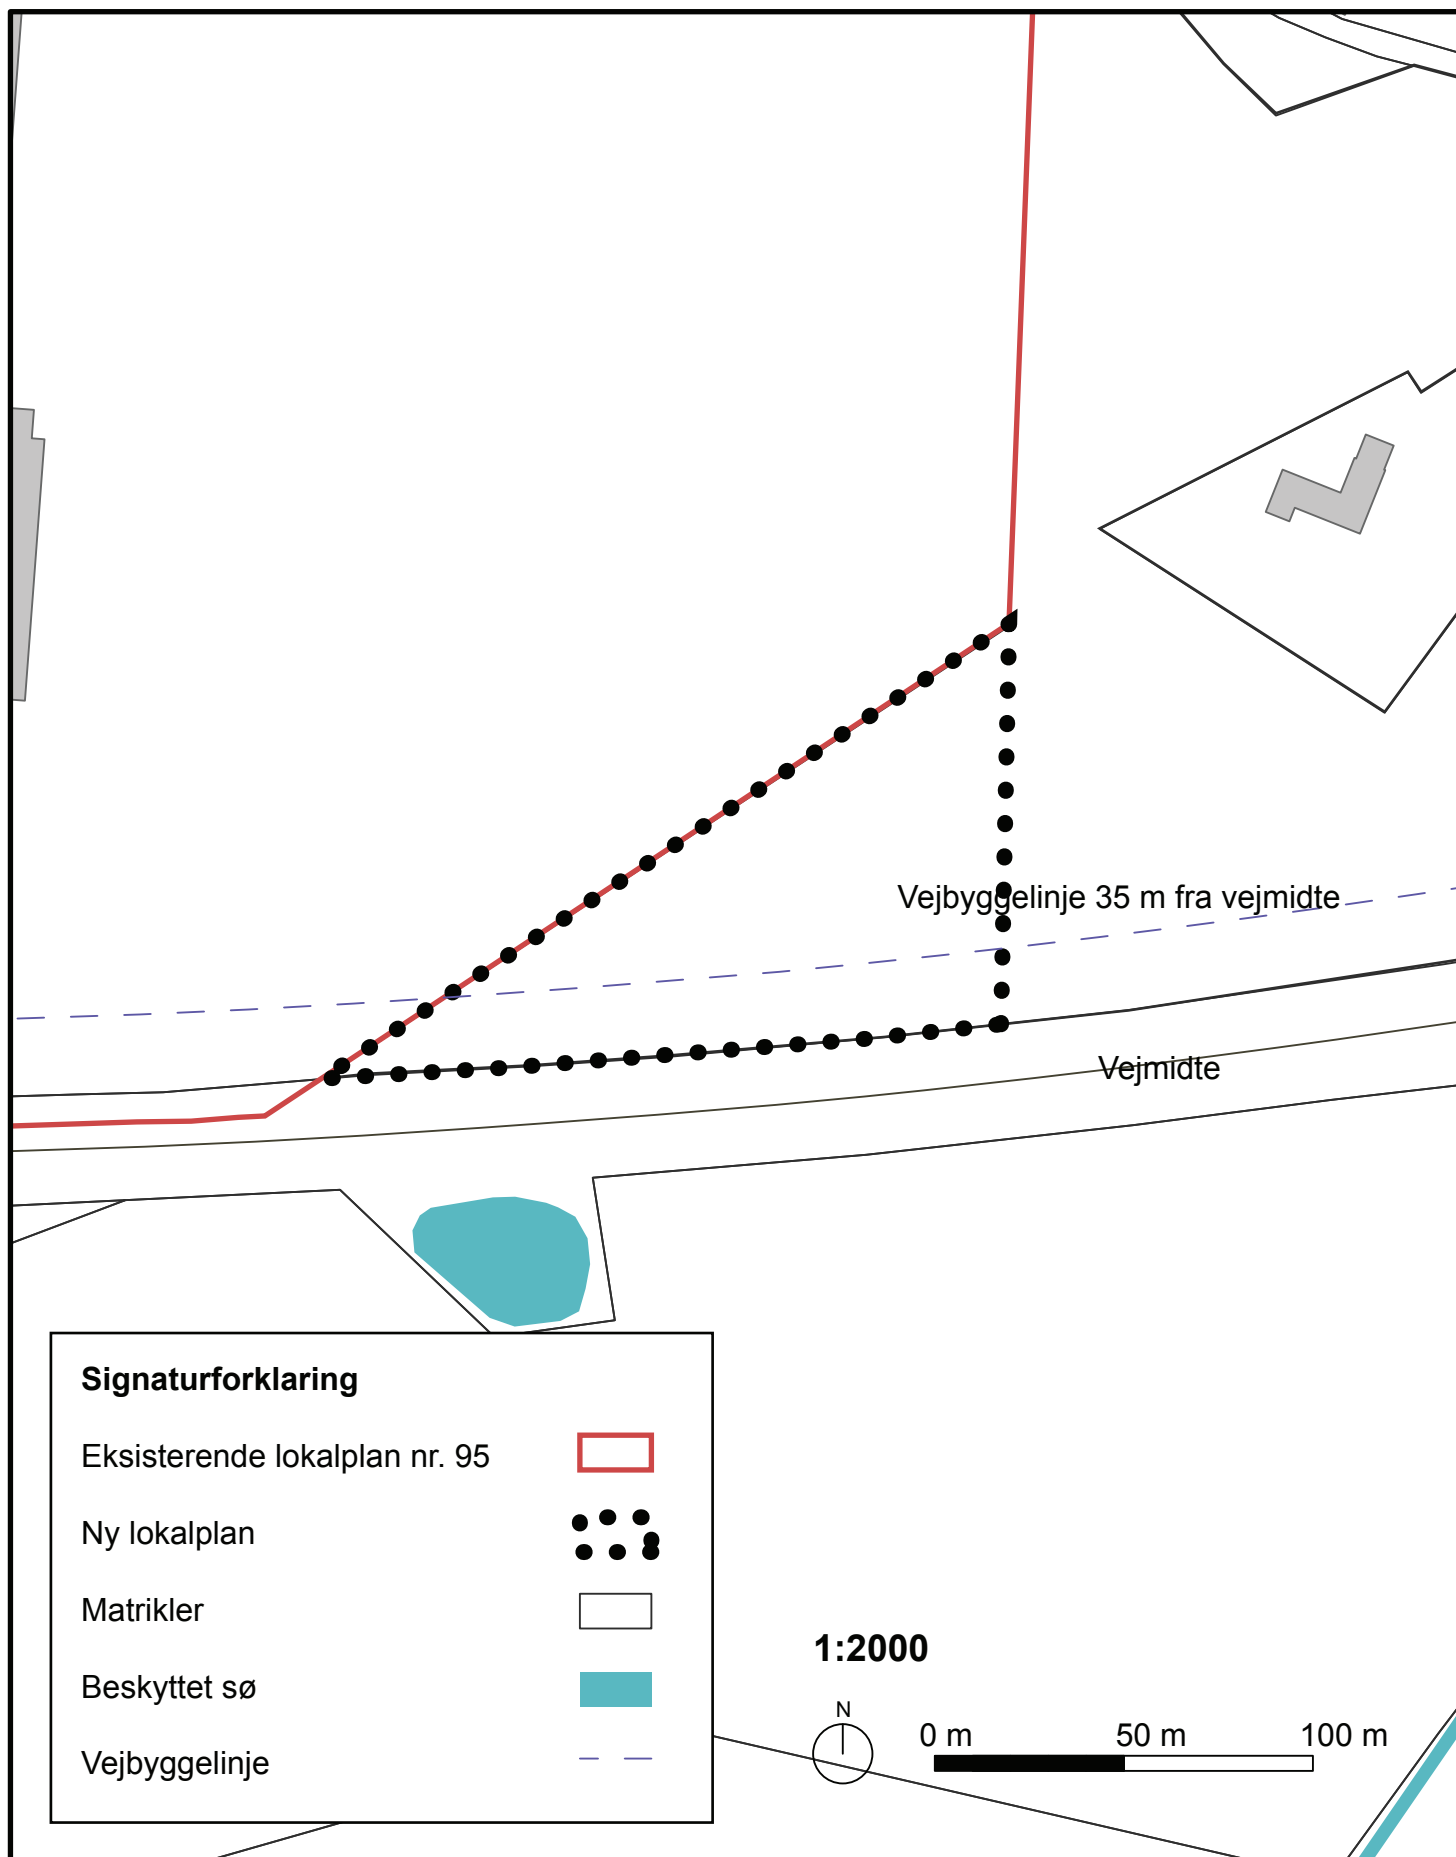 Vejbyggelinje 35 m fra vejmidte
Vejmidte
Signaturforklaring
Eksisterende lokalplan nr. 95
Ny lokalplan
Matrikler
Beskyttet sø
Vejbyggelinje
1:2000
N
0 m 50 m 100 m